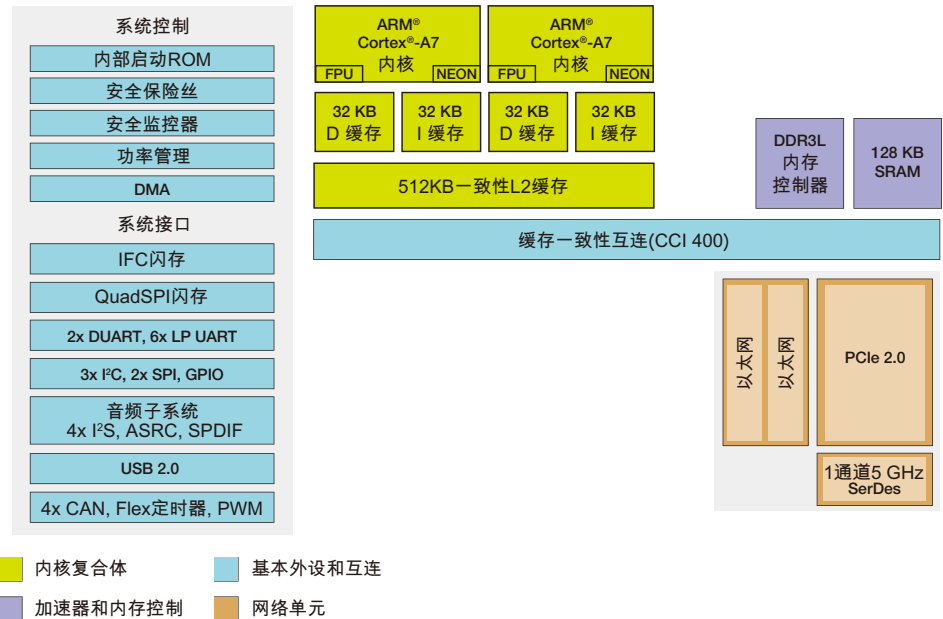 系统控制
内部启动ROM
安全保险丝
安全监控器
功率管理
DMA
系统接口
IFC闪存
QuadSPI闪存
2x DUART, 6x LP UART
3x I²C, 2x SPI, GPIO
音频子系统
4x I²S, ASRC, SPDIF
USB 2.0
4x CAN, Flex定时器, PWM
ARM®
Cortex®-A7
内核
FPU
NEON
ARM®
Cortex®-A7
内核
FPU
NEON
32 KB
D 缓存
32 KB
I 缓存
32 KB
D 缓存
32 KB
I 缓存
512KB一致性L2缓存
DDR3L
内存
控制器
128 KB
SRAM
缓存一致性互连(CCI 400)
以太网
以太网
PCIe 2.0
1通道5 GHz
SerDes
内核复合体
基本外设和互连
加速器和内存控制
网络单元